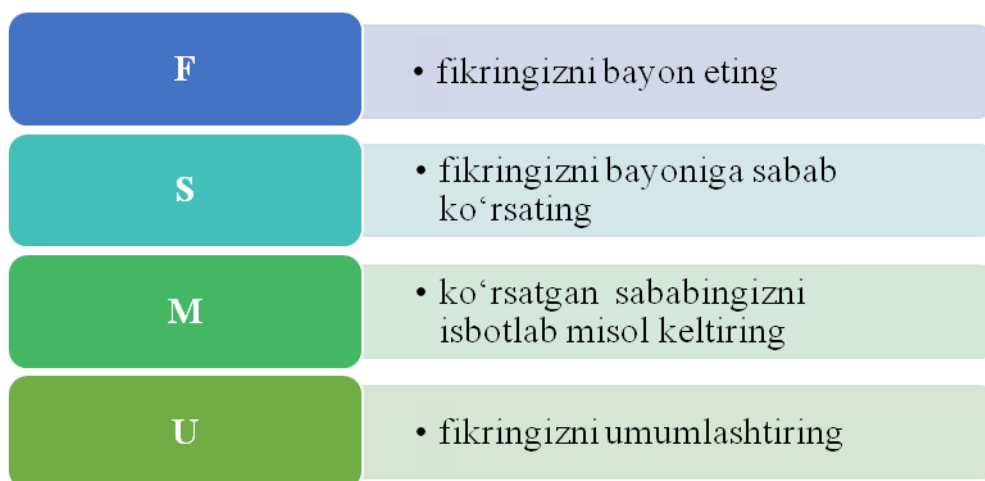 F
• fikringizni bayon eting
S
• fikringizni bayoniga sabab
ko‘rsating
M
• ko‘rsatgan sababingizni
isbotlab misol keltiring
U
• fikringizni umumlashtiring